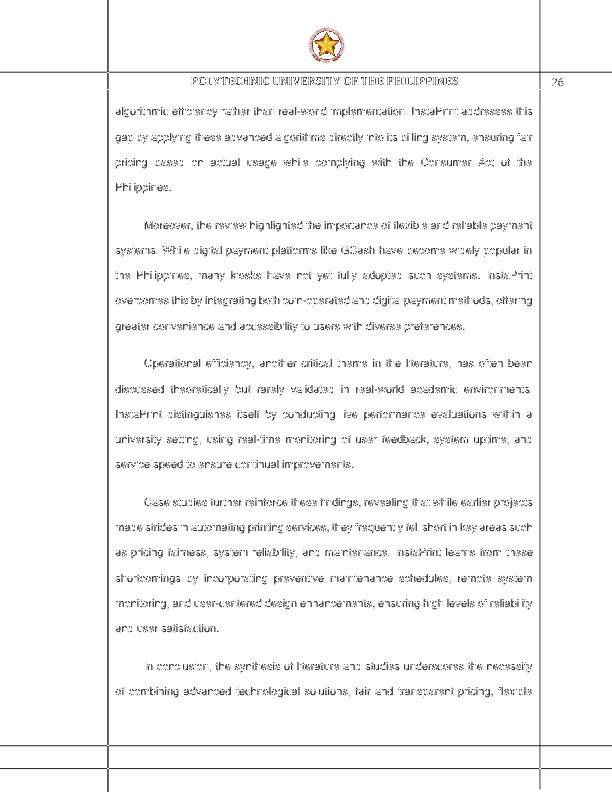 POLYTECHNIC UNIVERSITY OF THE PHILIPPINES
26
algorithmic efficiency rather than real-world implementation. InstaPrint addresses this
gap by applying these advanced algorithms directly into its billing system, ensuring fair
pricing based on actual usage while complying with the Consumer Act of the
Philippines.
Moreover, the review highlighted the importance of flexible and reliable payment
systems. While digital payment platforms like GCash have become widely popular in
the Philippines, many kiosks have not yet fully adopted such systems. InstaPrint
overcomes this by integrating both coin-operated and digital payment methods, offering
greater convenience and accessibility to users with diverse preferences.
Operational efficiency, another critical theme in the literature, has often been
discussed theoretically but rarely validated in real-world academic environments.
InstaPrint distinguishes itself by conducting live performance evaluations within a
university setting, using real-time monitoring of user feedback, system uptime, and
service speed to ensure continual improvements.
Case studies further reinforce these findings, revealing that while earlier projects
made strides in automating printing services, they frequently fell short in key areas such
as pricing fairness, system reliability, and maintenance. InstaPrint learns from these
shortcomings by incorporating preventive maintenance schedules, remote system
monitoring, and user-centered design enhancements, ensuring high levels of reliability
and user satisfaction.
In conclusion, the synthesis of literature and studies underscores the necessity
of combining advanced technological solutions, fair and transparent pricing, flexible